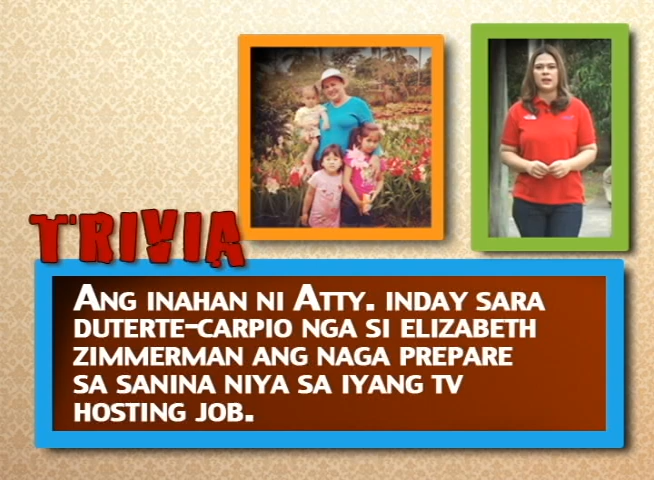 TRIVIA
ANG INAHAN NI ATTY. INDAY SARA
DUTERTE-CARPIO NGA SI ELIZABETH
ZIMMERMAN ANG NAGA PREPARE
SA SANINA NIYA SA IYANG TV
HOSTING JOB.